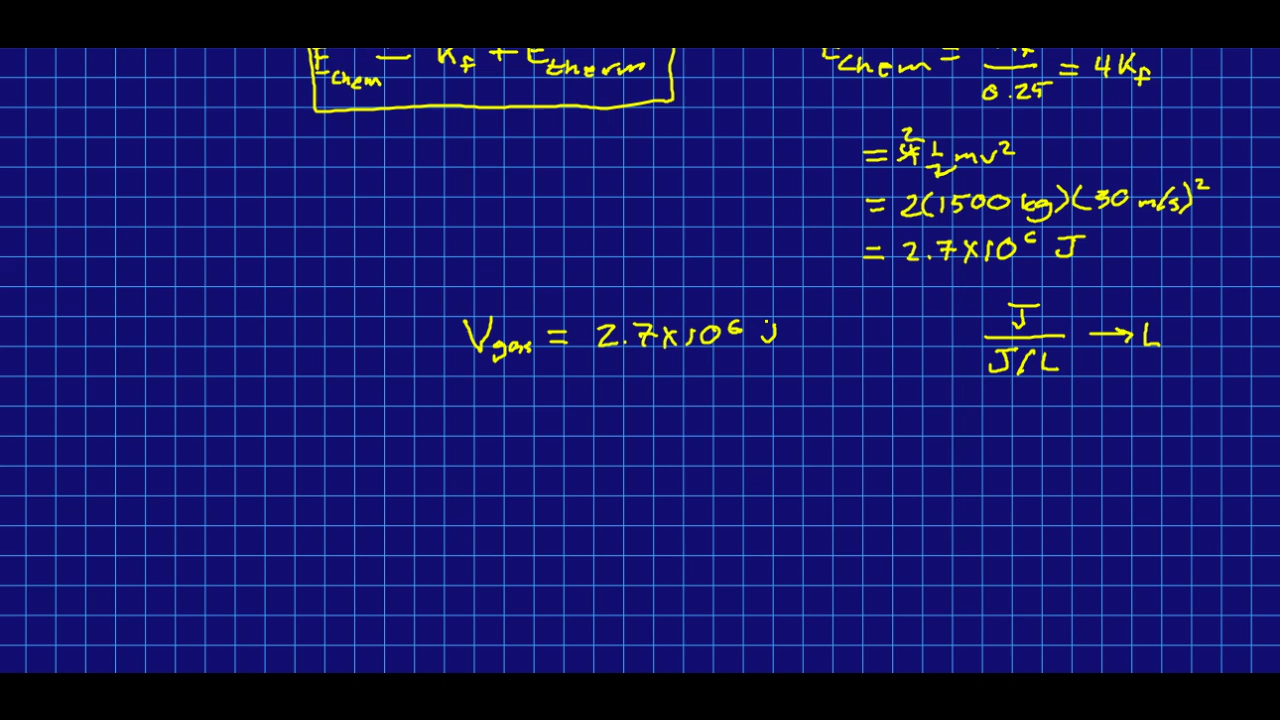 E_chem = K_f + E_therm
E_chem = K_f / 0.25 = 4K_f
= 4 2 1/2 mv²
= 2(1500 kg)(30 m/s)²
= 2.7×10⁶ J
V_gas = 2.7×10⁶ J
J / J/L → L